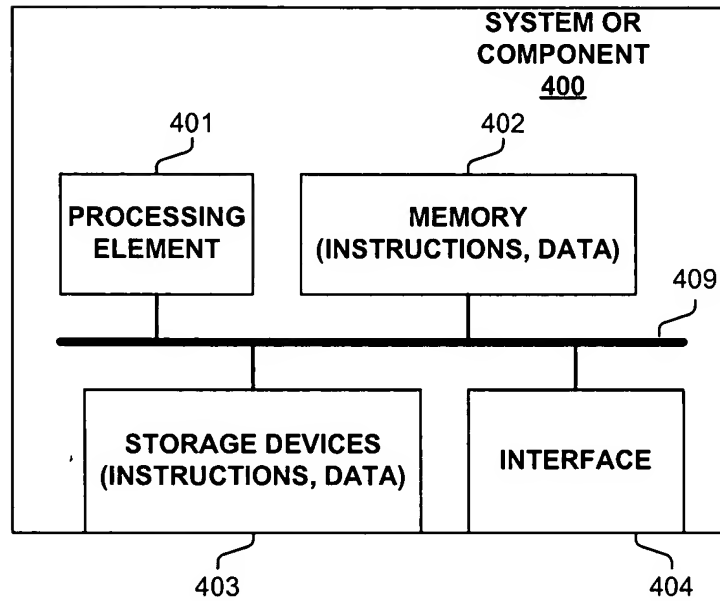 SYSTEM OR
COMPONENT
400
401
402
PROCESSING
ELEMENT
MEMORY
(INSTRUCTIONS, DATA)
409
STORAGE DEVICES
(INSTRUCTIONS, DATA)
INTERFACE
403
404